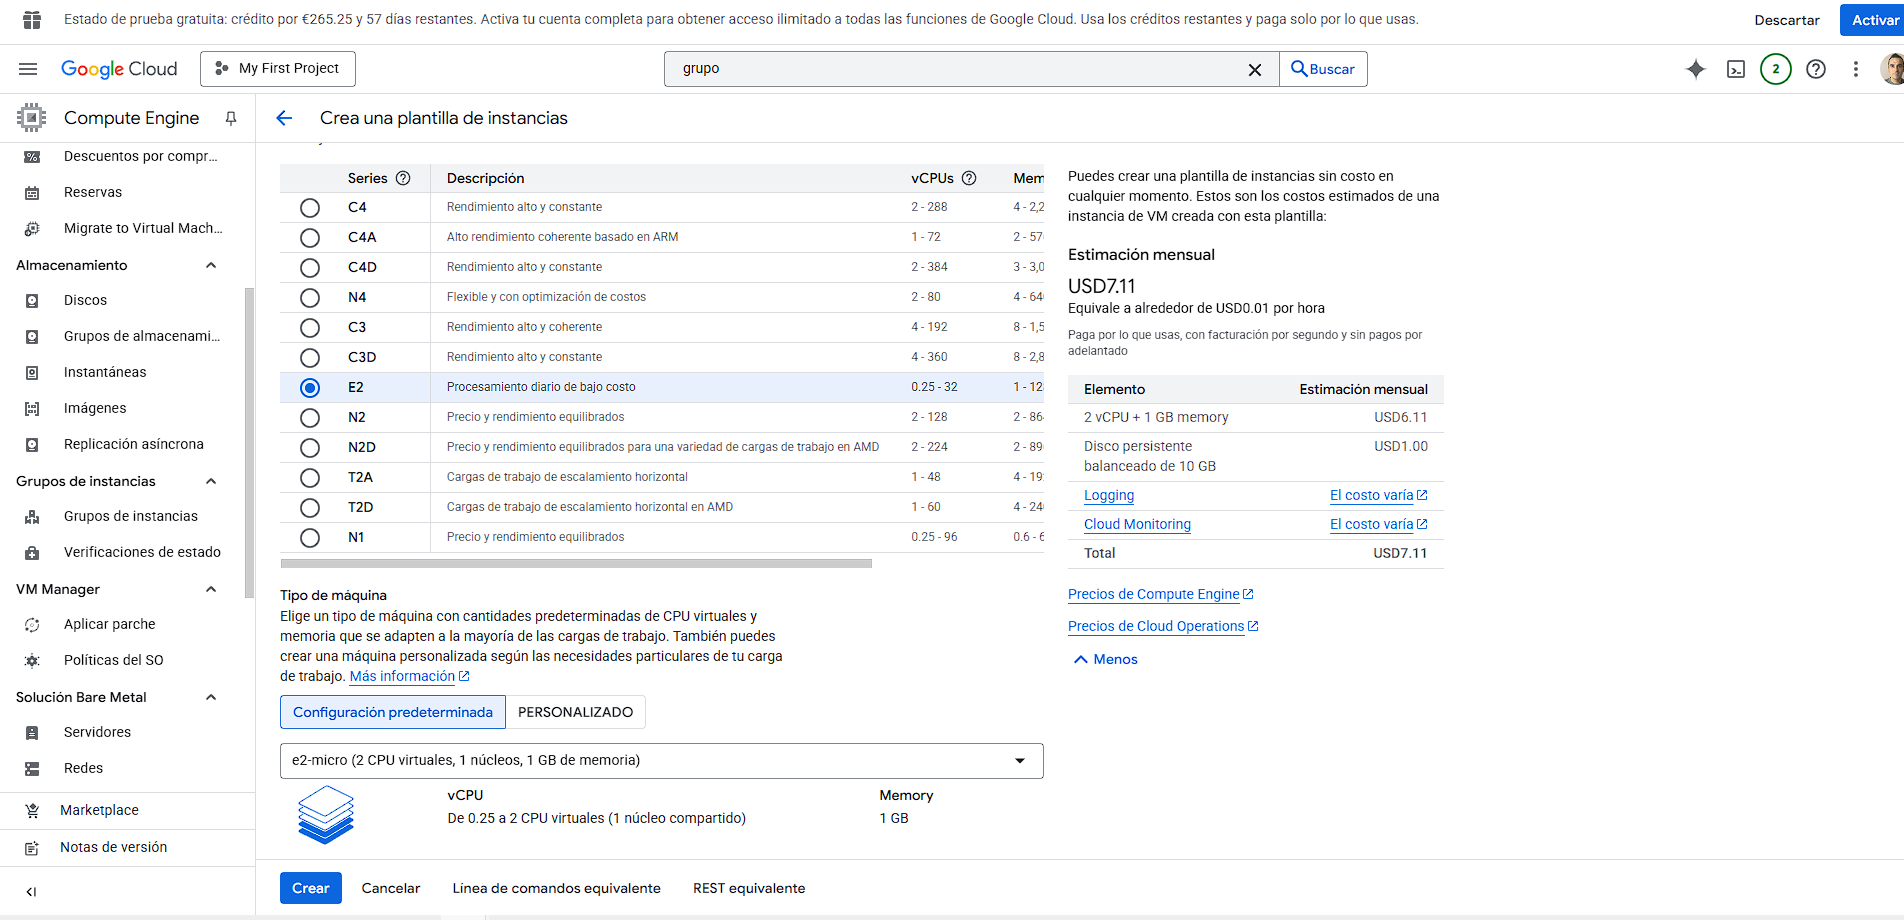 Estado de prueba gratuita: crédito por €265.25 y 57 días restantes. Activa tu cuenta completa para obtener acceso ilimitado a todas las funciones de Google Cloud. Usa los créditos restantes y paga solo por lo que usas.
Descartar
Activar
Google Cloud
My First Project
grupo
Buscar
2
Compute Engine
Crea una plantilla de instancias
Descuentos por compr...
Reservas
Migrate to Virtual Mach...
Almacenamiento
Discos
Grupos de almacenami...
Instantáneas
Imágenes
Replicación asíncrona
Grupos de instancias
Grupos de instancias
Verificaciones de estado
VM Manager
Aplicar parche
Políticas del SO
Solución Bare Metal
Servidores
Redes
Marketplace
Notas de versión
Series Descripción vCPUs Mem
C4 Rendimiento alto y constante 2 - 288 4 - 2,2
C4A Alto rendimiento coherente basado en ARM 1 - 72 2 - 57
C4D Rendimiento alto y constante 2 - 384 3 - 3,0
N4 Flexible y con optimización de costos 2 - 80 4 - 64
C3 Rendimiento alto y coherente 4 - 192 8 - 1,5
C3D Rendimiento alto y constante 4 - 360 8 - 2,8
E2 Procesamiento diario de bajo costo 0.25 - 32 1 - 12
N2 Precio y rendimiento equilibrados 2 - 128 2 - 86
N2D Precio y rendimiento equilibrados para una variedad de cargas de trabajo en AMD 2 - 224 2 - 89
T2A Cargas de trabajo de escalamiento horizontal 1 - 48 4 - 19
T2D Cargas de trabajo de escalamiento horizontal en AMD 1 - 60 4 - 24
N1 Precio y rendimiento equilibrados 0.25 - 96 0.6 - 6
Tipo de máquina
Elige un tipo de máquina con cantidades predeterminadas de CPU virtuales y
memoria que se adapten a la mayoría de las cargas de trabajo. También puedes
crear una máquina personalizada según las necesidades particulares de tu carga
de trabajo. Más información
Configuración predeterminada
PERSONALIZADO
e2-micro (2 CPU virtuales, 1 núcleos, 1 GB de memoria)
vCPU
De 0.25 a 2 CPU virtuales (1 núcleo compartido)
Memory
1 GB
Crear
Cancelar
Línea de comandos equivalente
REST equivalente
Puedes crear una plantilla de instancias sin costo en
cualquier momento. Estos son los costos estimados de una
instancia de VM creada con esta plantilla:
Estimación mensual
USD7.11
Equivale a alrededor de USD0.01 por hora
Paga por lo que usas, con facturación por segundo y sin pagos por
adelantado
Elemento Estimación mensual
2 vCPU + 1 GB memory USD6.11
Disco persistente USD1.00
balanceado de 10 GB
Logging El costo varía
Cloud Monitoring El costo varía
Total USD7.11
Precios de Compute Engine
Precios de Cloud Operations
Menos